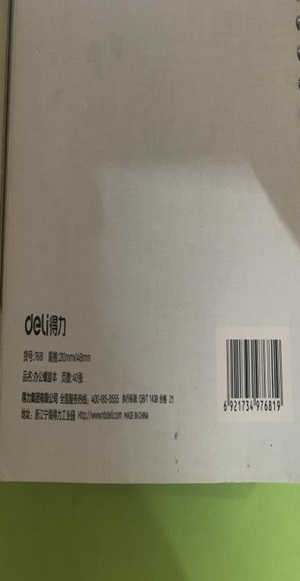 deli得力
货号:7681 规格:210mmx148mm
品名:办公螺旋本 页数:40张
得力集团有限公司 全国服务热线: 400-185-0555 执行标准: QB/T 1438 合格 21
地址: 浙江宁海得力工业园 Http://www.nbdeli.com MADE IN CHINA
6 921734 976819